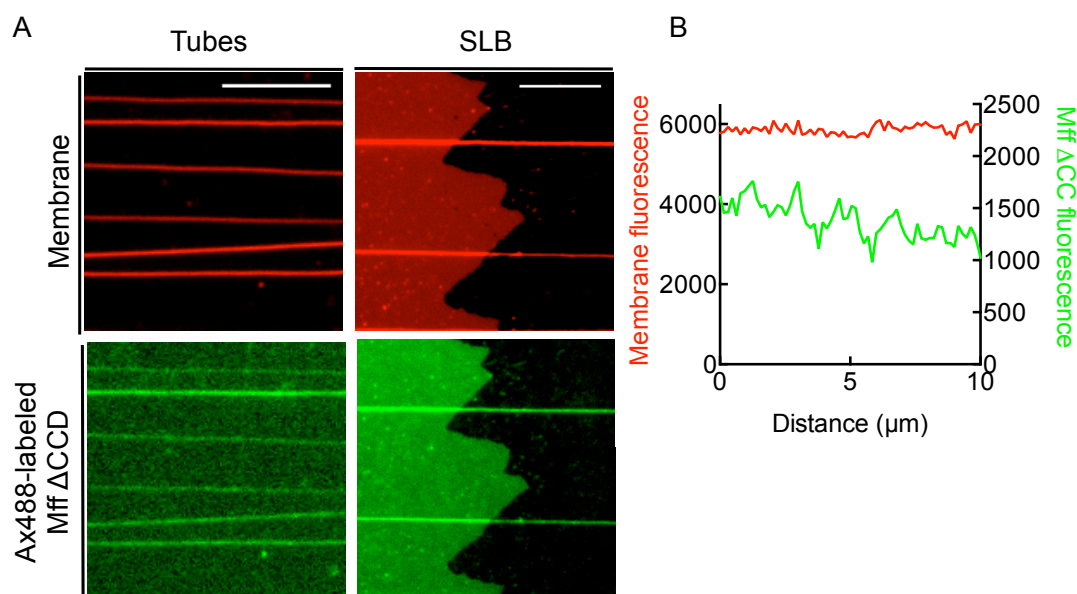 A
Tubes
SLB
B
Membrane
Ax488-labeled
Mff ΔCCD
Membrane fluorescence
6000
4000
2000
0
2500
2000
1500
1000
500
0
Mff ΔCC fluorescence
0
5
10
Distance (µm)